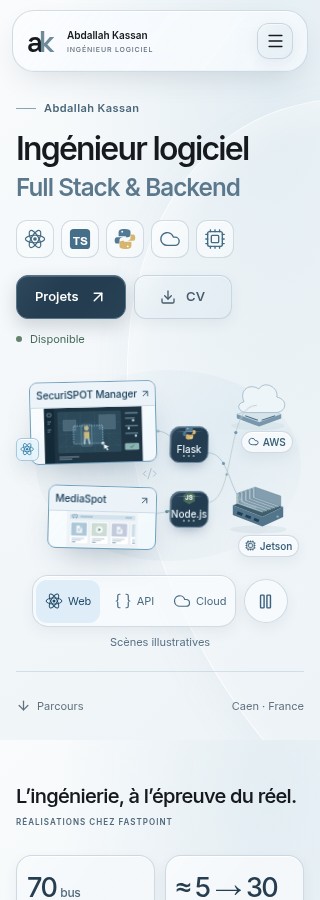 ak
Abdallah Kassan
INGÉNIEUR LOGICIEL
Abdallah Kassan
Ingénieur logiciel
Full Stack & Backend
TS
Projets
CV
Disponible
SecuriSPOT Manager
Flask
AWS
MediaSpot
JS
Node.js
Jetson
Web
{ } API
Cloud
Scènes illustratives
Parcours
Caen · France
L’ingénierie, à l’épreuve du réel.
RÉALISATIONS CHEZ FASTPOINT
70 bus
≈ 5 → 30